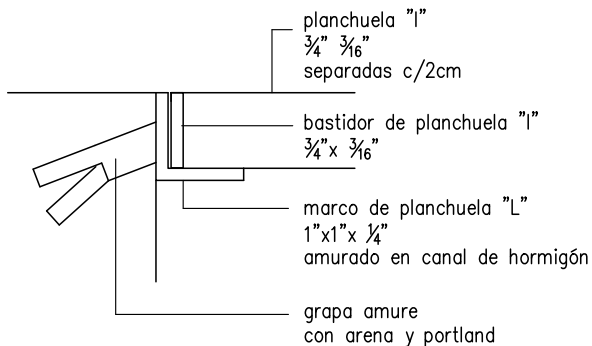 planchuela "I"
¾" 3⁄16"
separadas c/2cm
bastidor de planchuela "I"
¾"x 3⁄16"
marco de planchuela "L"
1"x1"x ¼"
amurado en canal de hormigón
grapa amure
con arena y portland